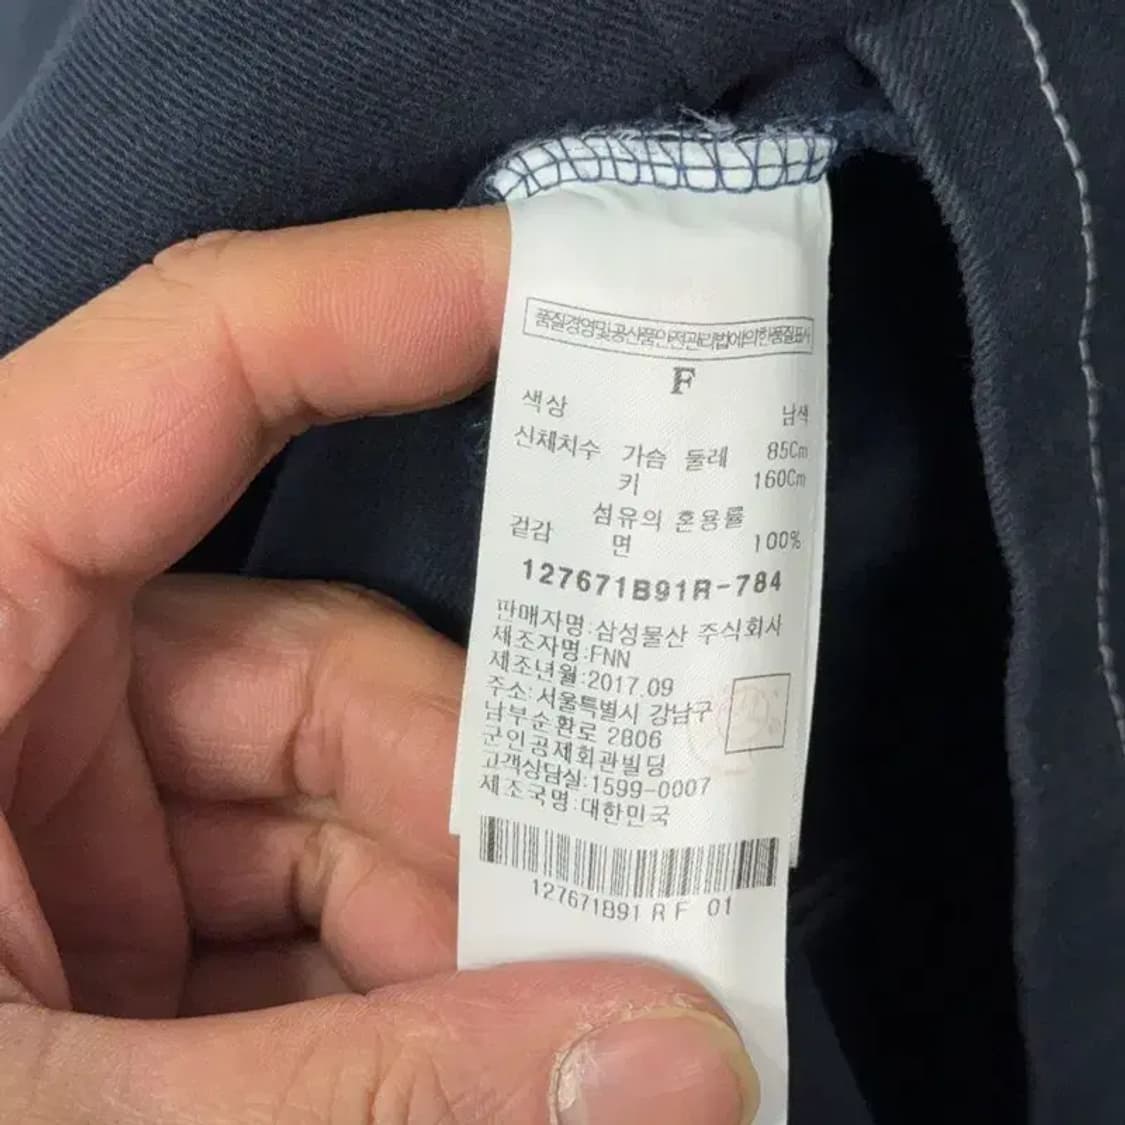 품질경영및공산품안전관리법에의한품질표시
F
색상 남색
신체치수 가슴 둘레 85Cm
키 160Cm
섬유의 혼용률
겉감 면 100%
127671B91R-784
판매자명:삼성물산 주식회사
제조자명:FNN
제조년월:2017.09
주소:서울특별시 강남구
남부순환로 2806
군인공제회관빌딩
고객상담실:1599-0007
제조국명:대한민국
127671B91 R F 01